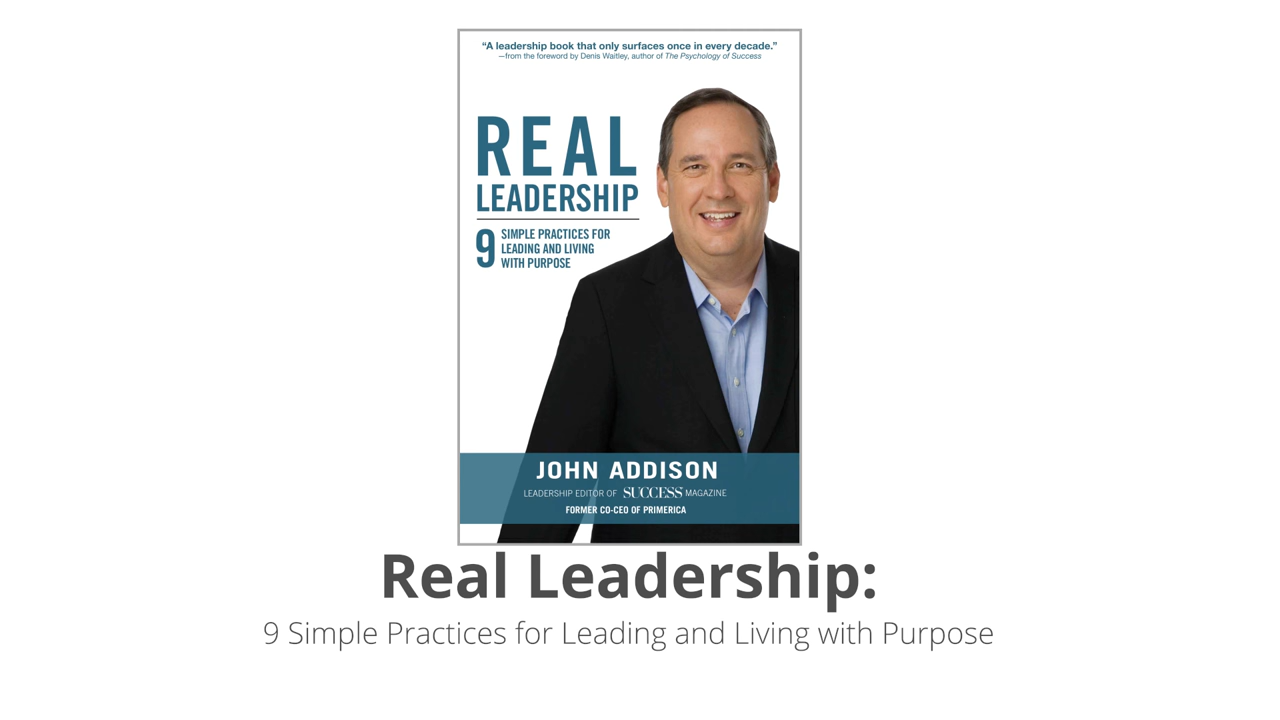 “A leadership book that only surfaces once in every decade.”
—from the foreword by Denis Waitley, author of The Psychology of Success
REAL
LEADERSHIP
9 SIMPLE PRACTICES FOR
LEADING AND LIVING
WITH PURPOSE
JOHN ADDISON
LEADERSHIP EDITOR OF SUCCESS MAGAZINE
FORMER CO-CEO OF PRIMERICA
Real Leadership:
9 Simple Practices for Leading and Living with Purpose